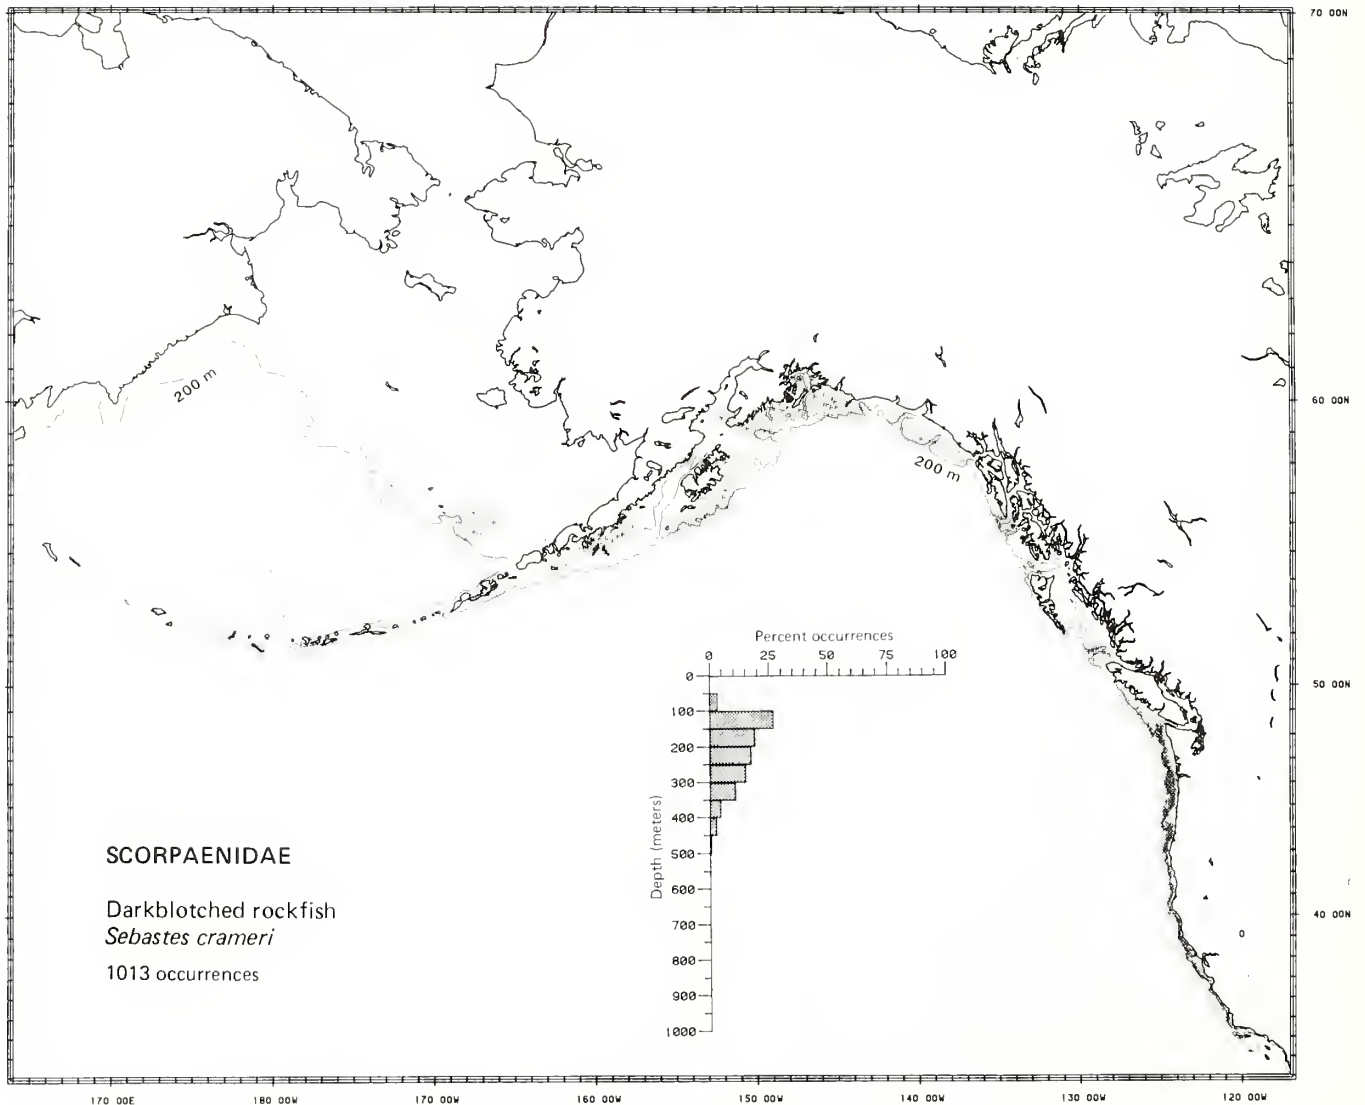 70 00N
200 m
60 00N
200 m
Percent occurrences
0 25 50 75 100
50 00N
0
100
200
300
400
500
600
700
800
900
1000
Depth (meters)
SCORPAENIDAE
Darkblotched rockfish
Sebastes crameri
1013 occurrences
40 00N
170 00E 180 00W 170 00W 160 00W 150 00W 140 00W 130 00W 120 00W